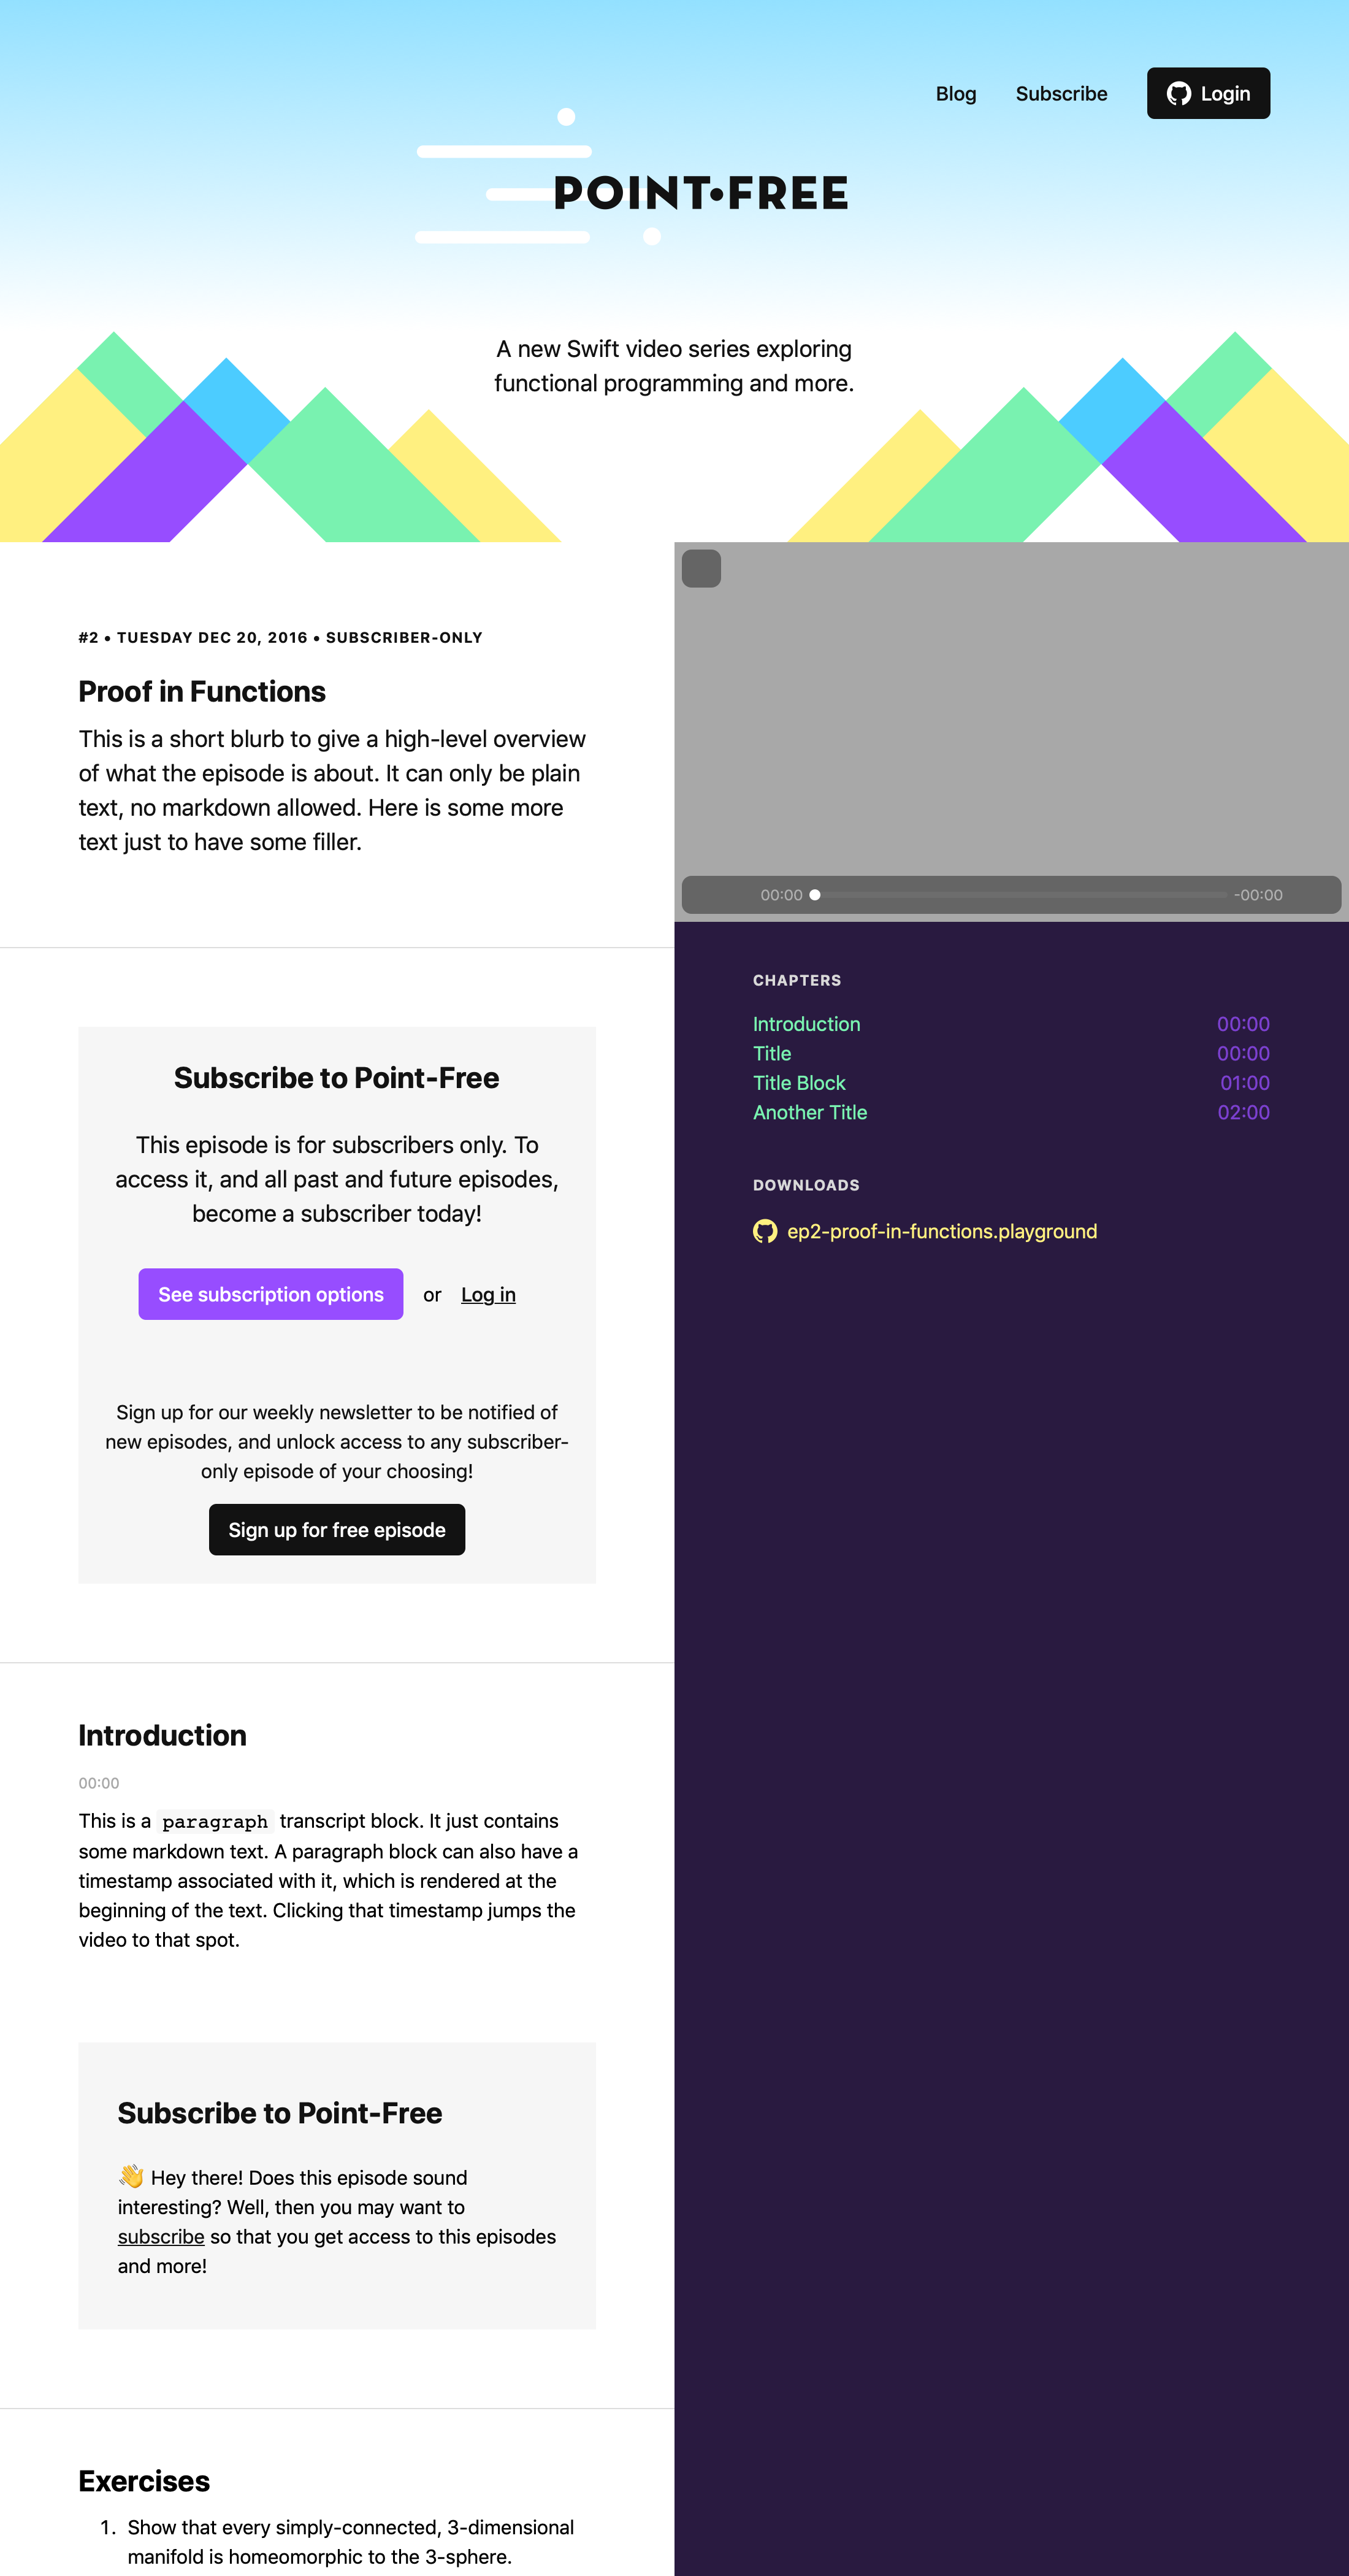 Blog
Subscribe
Login
POINT•FREE
A new Swift video series exploring
functional programming and more.
#2 • TUESDAY DEC 20, 2016 • SUBSCRIBER-ONLY
Proof in Functions
This is a short blurb to give a high-level overview
of what the episode is about. It can only be plain
text, no markdown allowed. Here is some more
text just to have some filler.
Subscribe to Point-Free
This episode is for subscribers only. To
access it, and all past and future episodes,
become a subscriber today!
See subscription options or Log in
Sign up for our weekly newsletter to be notified of
new episodes, and unlock access to any subscriber-
only episode of your choosing!
Sign up for free episode
Introduction
00:00
This is a paragraph transcript block. It just contains
some markdown text. A paragraph block can also have a
timestamp associated with it, which is rendered at the
beginning of the text. Clicking that timestamp jumps the
video to that spot.
Subscribe to Point-Free
👋 Hey there! Does this episode sound
interesting? Well, then you may want to
subscribe so that you get access to this episodes
and more!
Exercises
1. Show that every simply-connected, 3-dimensional
manifold is homeomorphic to the 3-sphere.
00:00 -00:00
CHAPTERS
Introduction 00:00
Title 00:00
Title Block 01:00
Another Title 02:00
DOWNLOADS
ep2-proof-in-functions.playground